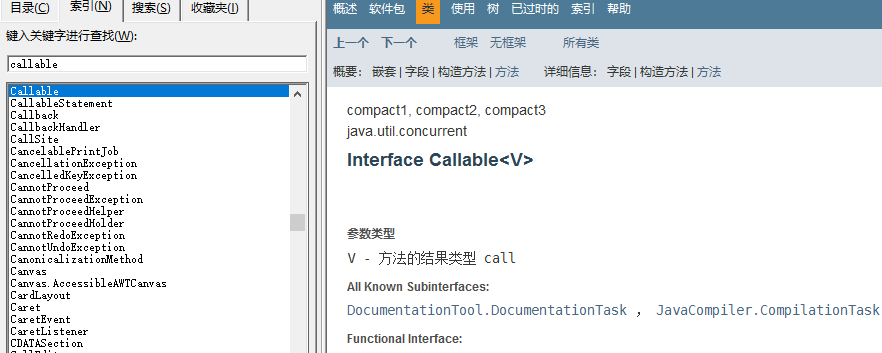 目录(C) 索引(N) 搜索(S) 收藏夹(I)
键入关键字进行查找(W):
callable
Callable
CallableStatement
Callback
CallbackHandler
CallSite
CancelablePrintJob
CancellationException
CancelledKeyException
CannotProceed
CannotProceedException
CannotProceedHelper
CannotProceedHolder
CannotRedoException
CannotUndoException
CanonicalizationMethod
Canvas
Canvas.AccessibleAWTCanvas
CardLayout
Caret
CaretEvent
CaretListener
CDATASection
概述 软件包 类 使用 树 已过时的 索引 帮助
上一个 下一个 框架 无框架 所有类
概要: 嵌套 | 字段 | 构造方法 | 方法 详细信息: 字段 | 构造方法 | 方法
compact1, compact2, compact3
java.util.concurrent
Interface Callable<V>
参数类型
V - 方法的结果类型 call
All Known Subinterfaces:
DocumentationTool.DocumentationTask , JavaCompiler.CompilationTask
Functional Interface: